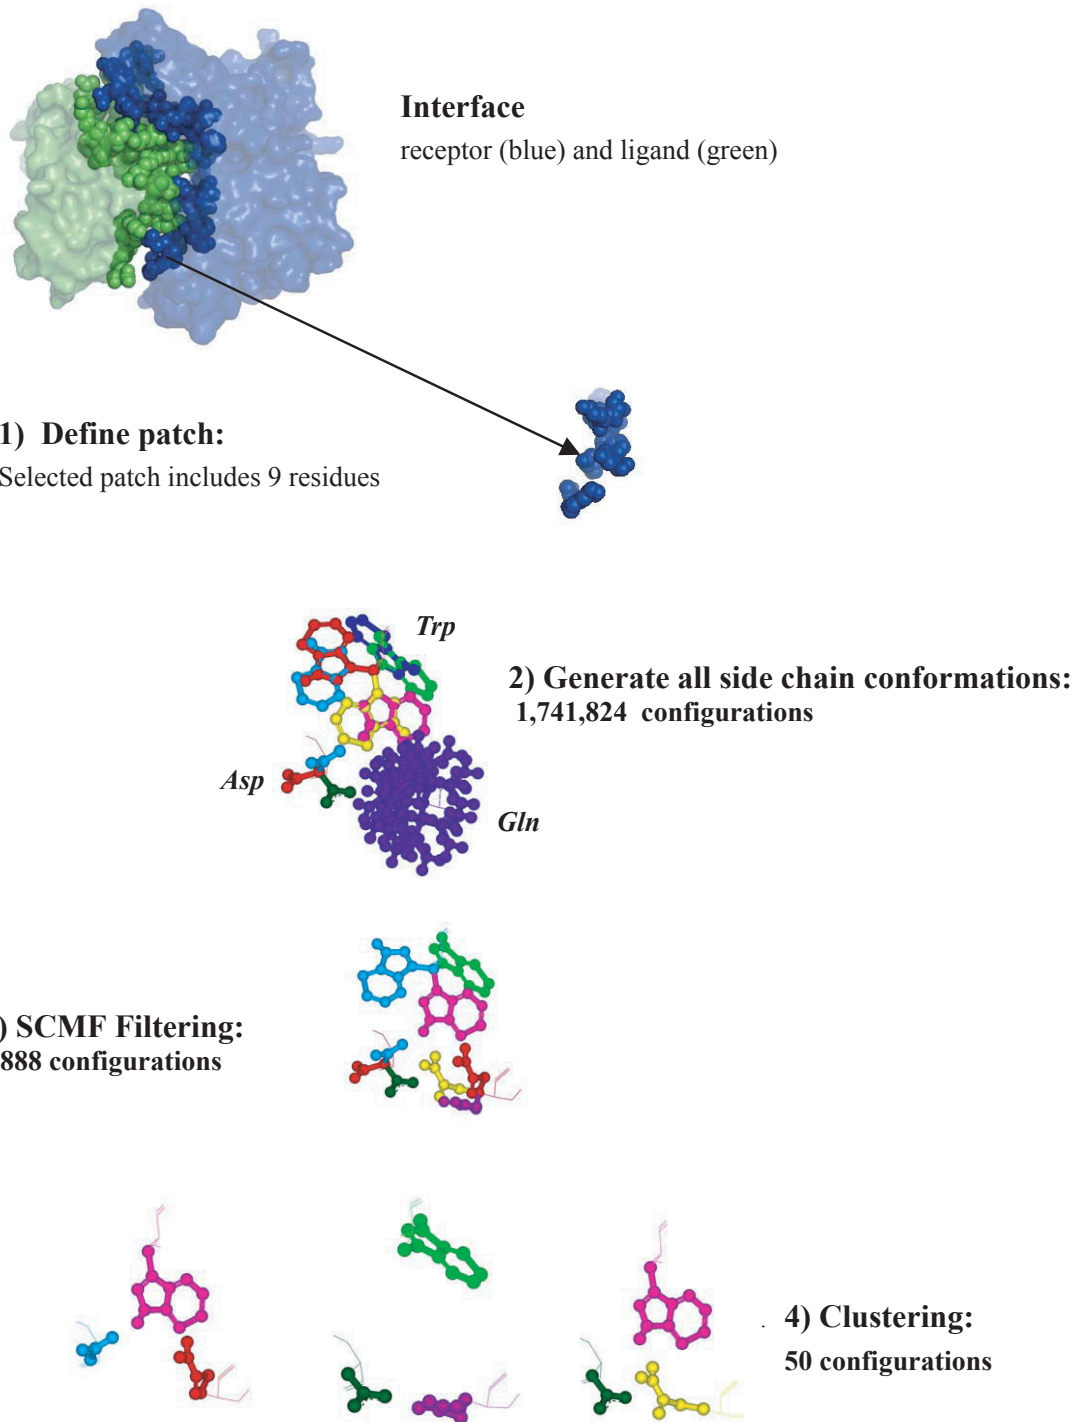 Interface
receptor (blue) and ligand (green)
1) Define patch:
Selected patch includes 9 residues
Trp
2) Generate all side chain conformations:
1,741,824 configurations
Asp
Gln
) SCMF Filtering:
888 configurations
. 4) Clustering:
50 configurations